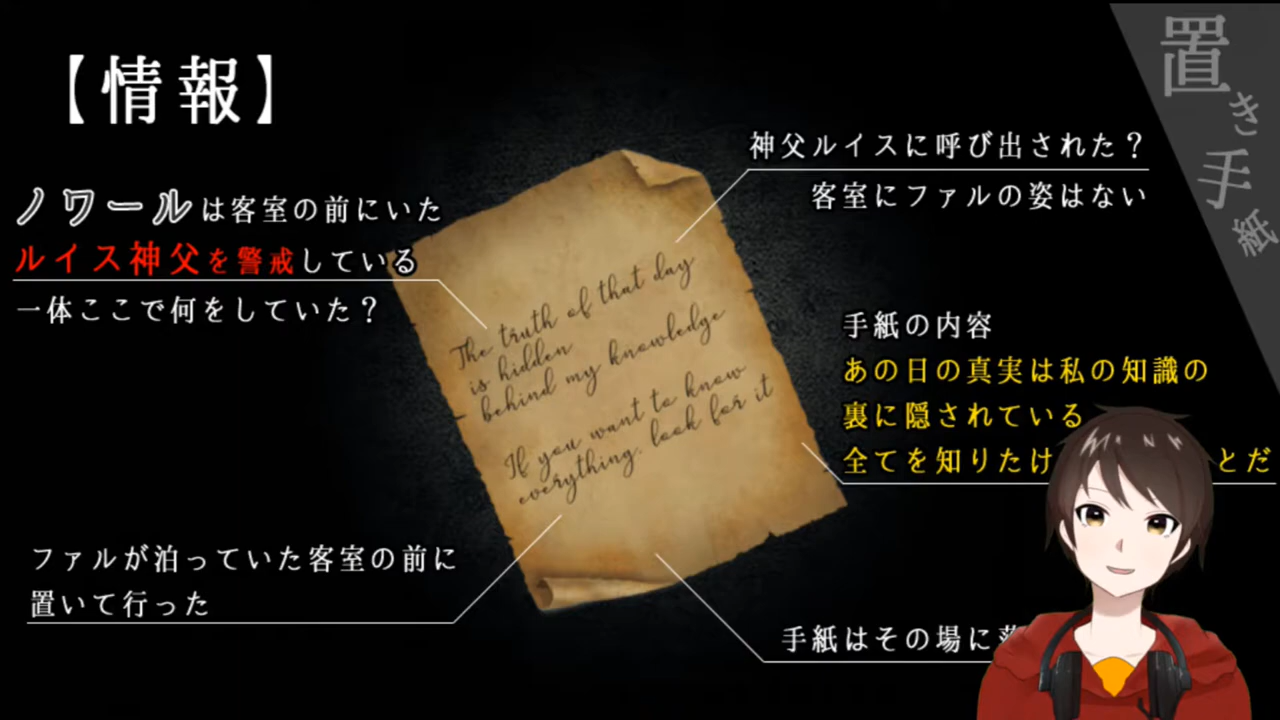 【情報】
置き手紙
ノワールは客室の前にいた
ルイス神父を警戒している
一体ここで何をしていた？
神父ルイスに呼び出された？
客室にファルの姿はない
The truth of that day
is hidden
behind my knowledge
If you want to know
everything. look for it
手紙の内容
あの日の真実は私の知識の
裏に隠されている
全てを知りたけ
とだ
ファルが泊っていた客室の前に
置いて行った
手紙はその場に